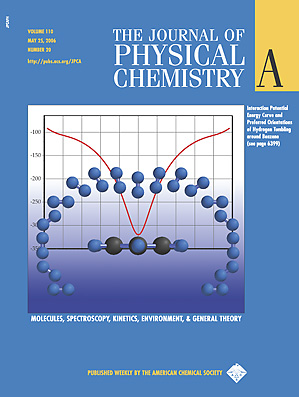 JPCAFH
VOLUME 110
MAY 25, 2006
NUMBER 20
http://pubs.acs.org/JPCA
THE JOURNAL OF
PHYSICAL
CHEMISTRY
A
Interaction Potential
Energy Curve and
Preferred Orientations
of Hydrogen Tumbling
around Benzene
(see page 6399)
-100
-150
-200
-250
-300
-350
MOLECULES, SPECTROSCOPY, KINETICS, ENVIRONMENT, & GENERAL THEORY
PUBLISHED WEEKLY BY THE AMERICAN CHEMICAL SOCIETY